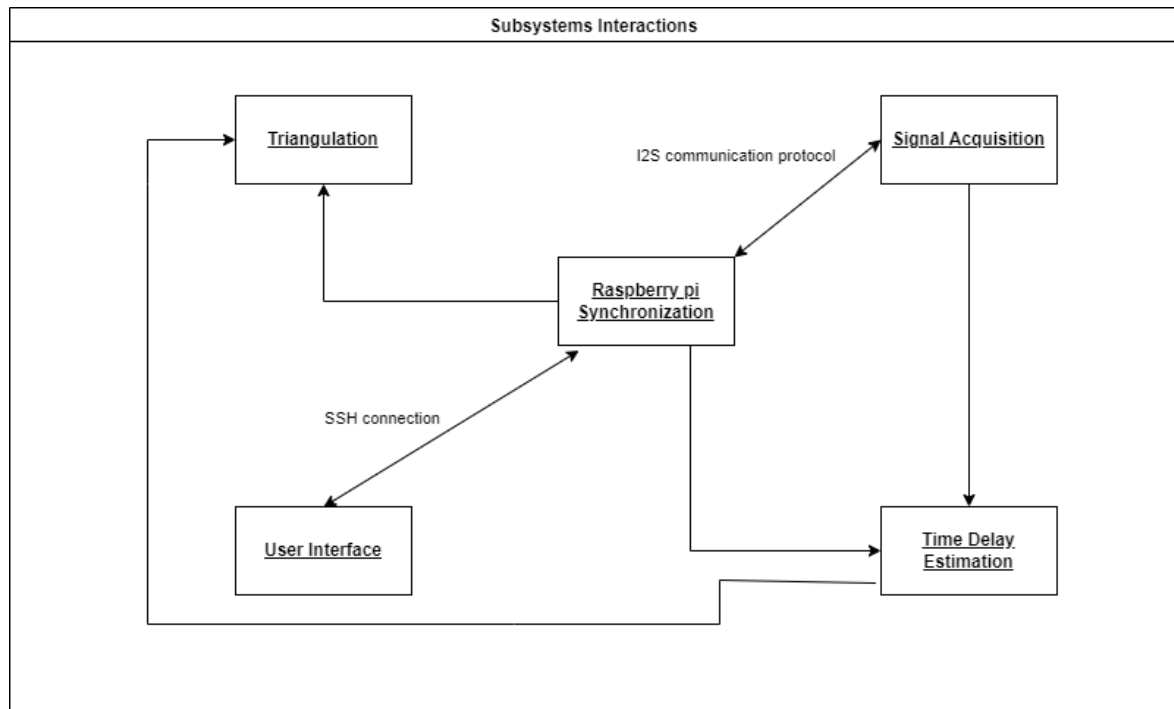 Subsystems Interactions
Triangulation
Signal Acquisition
I2S communication protocol
Raspberry pi
Synchronization
SSH connection
User Interface
Time Delay
Estimation